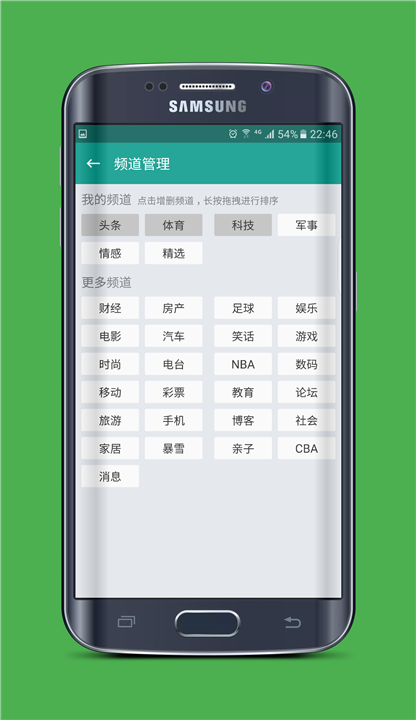 SAMSUNG
4G 54% 22:46
频道管理
我的频道 点击增删频道，长按拖拽进行排序
头条 体育 科技 军事
情感 精选
更多频道
财经 房产 足球 娱乐
电影 汽车 笑话 游戏
时尚 电台 NBA 数码
移动 彩票 教育 论坛
旅游 手机 博客 社会
家居 暴雪 亲子 CBA
消息